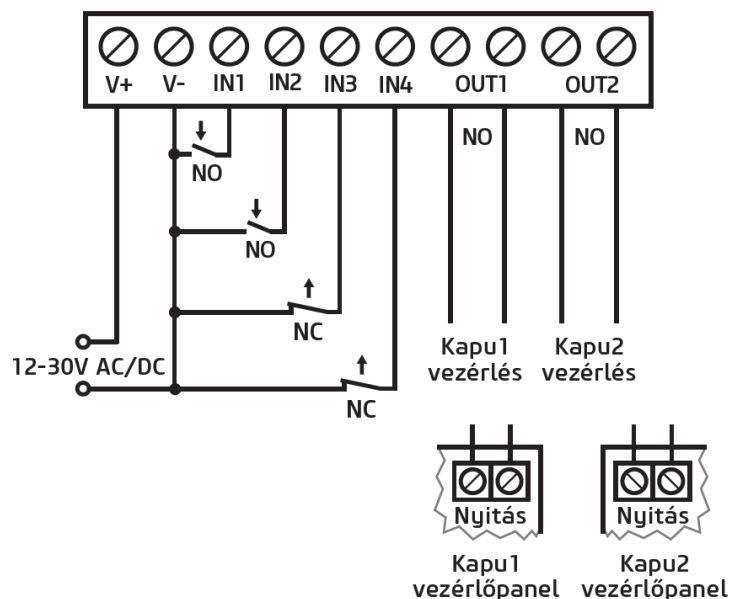 V+ V- IN1 IN2 IN3 IN4 OUT1 OUT2
NO NO
NO
NO
NC
12-30V AC/DC
NC
Kapu1
vezérlés
Kapu2
vezérlés
Nyitás
Nyitás
Kapu1
vezérlőpanel
Kapu2
vezérlőpanel